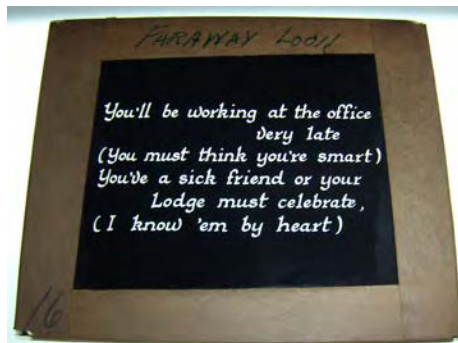 FARAWAY LOOK
You'll be working at the office
very late
(You must think you're smart)
You've a sick friend or your
Lodge must celebrate,
( I know 'em by heart )
16